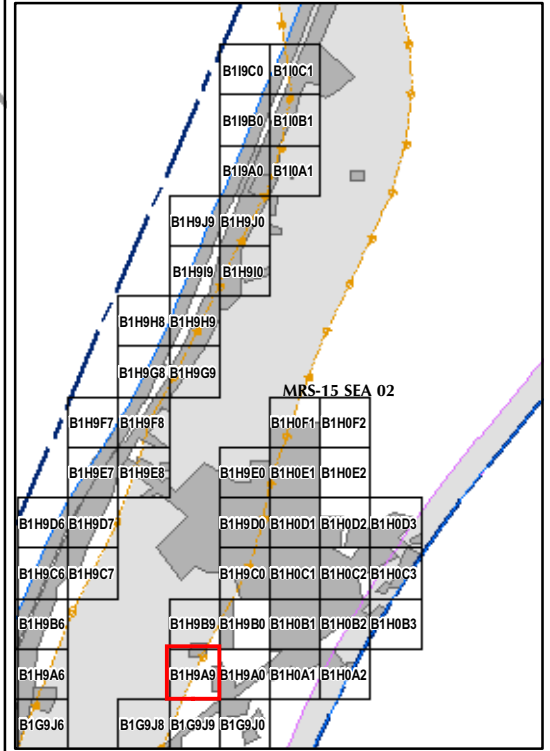 B1I9C0 B1I0C1
B1I9B0 B1I0B1
B1I9A0 B1I0A1
B1H9J9 B1H9J0
B1H9I9 B1H9I0
B1H9H8 B1H9H9
B1H9G8 B1H9G9
MRS-15 SEA 02
B1H9F7 B1H9F8 B1H0F1 B1H0F2
B1H9E7 B1H9E8 B1H9E0 B1H0E1 B1H0E2
B1H9D6 B1H9D7 B1H9D0 B1H0D1 B1H0D2 B1H0D3
B1H9C6 B1H9C7 B1H9C0 B1H0C1 B1H0C2 B1H0C3
B1H9B6 B1H9B9 B1H9B0 B1H0B1 B1H0B2 B1H0B3
B1H9A6 B1H9A9 B1H9A0 B1H0A1 B1H0A2
B1G9J6 B1G9J8 B1G9J9 B1G9J0